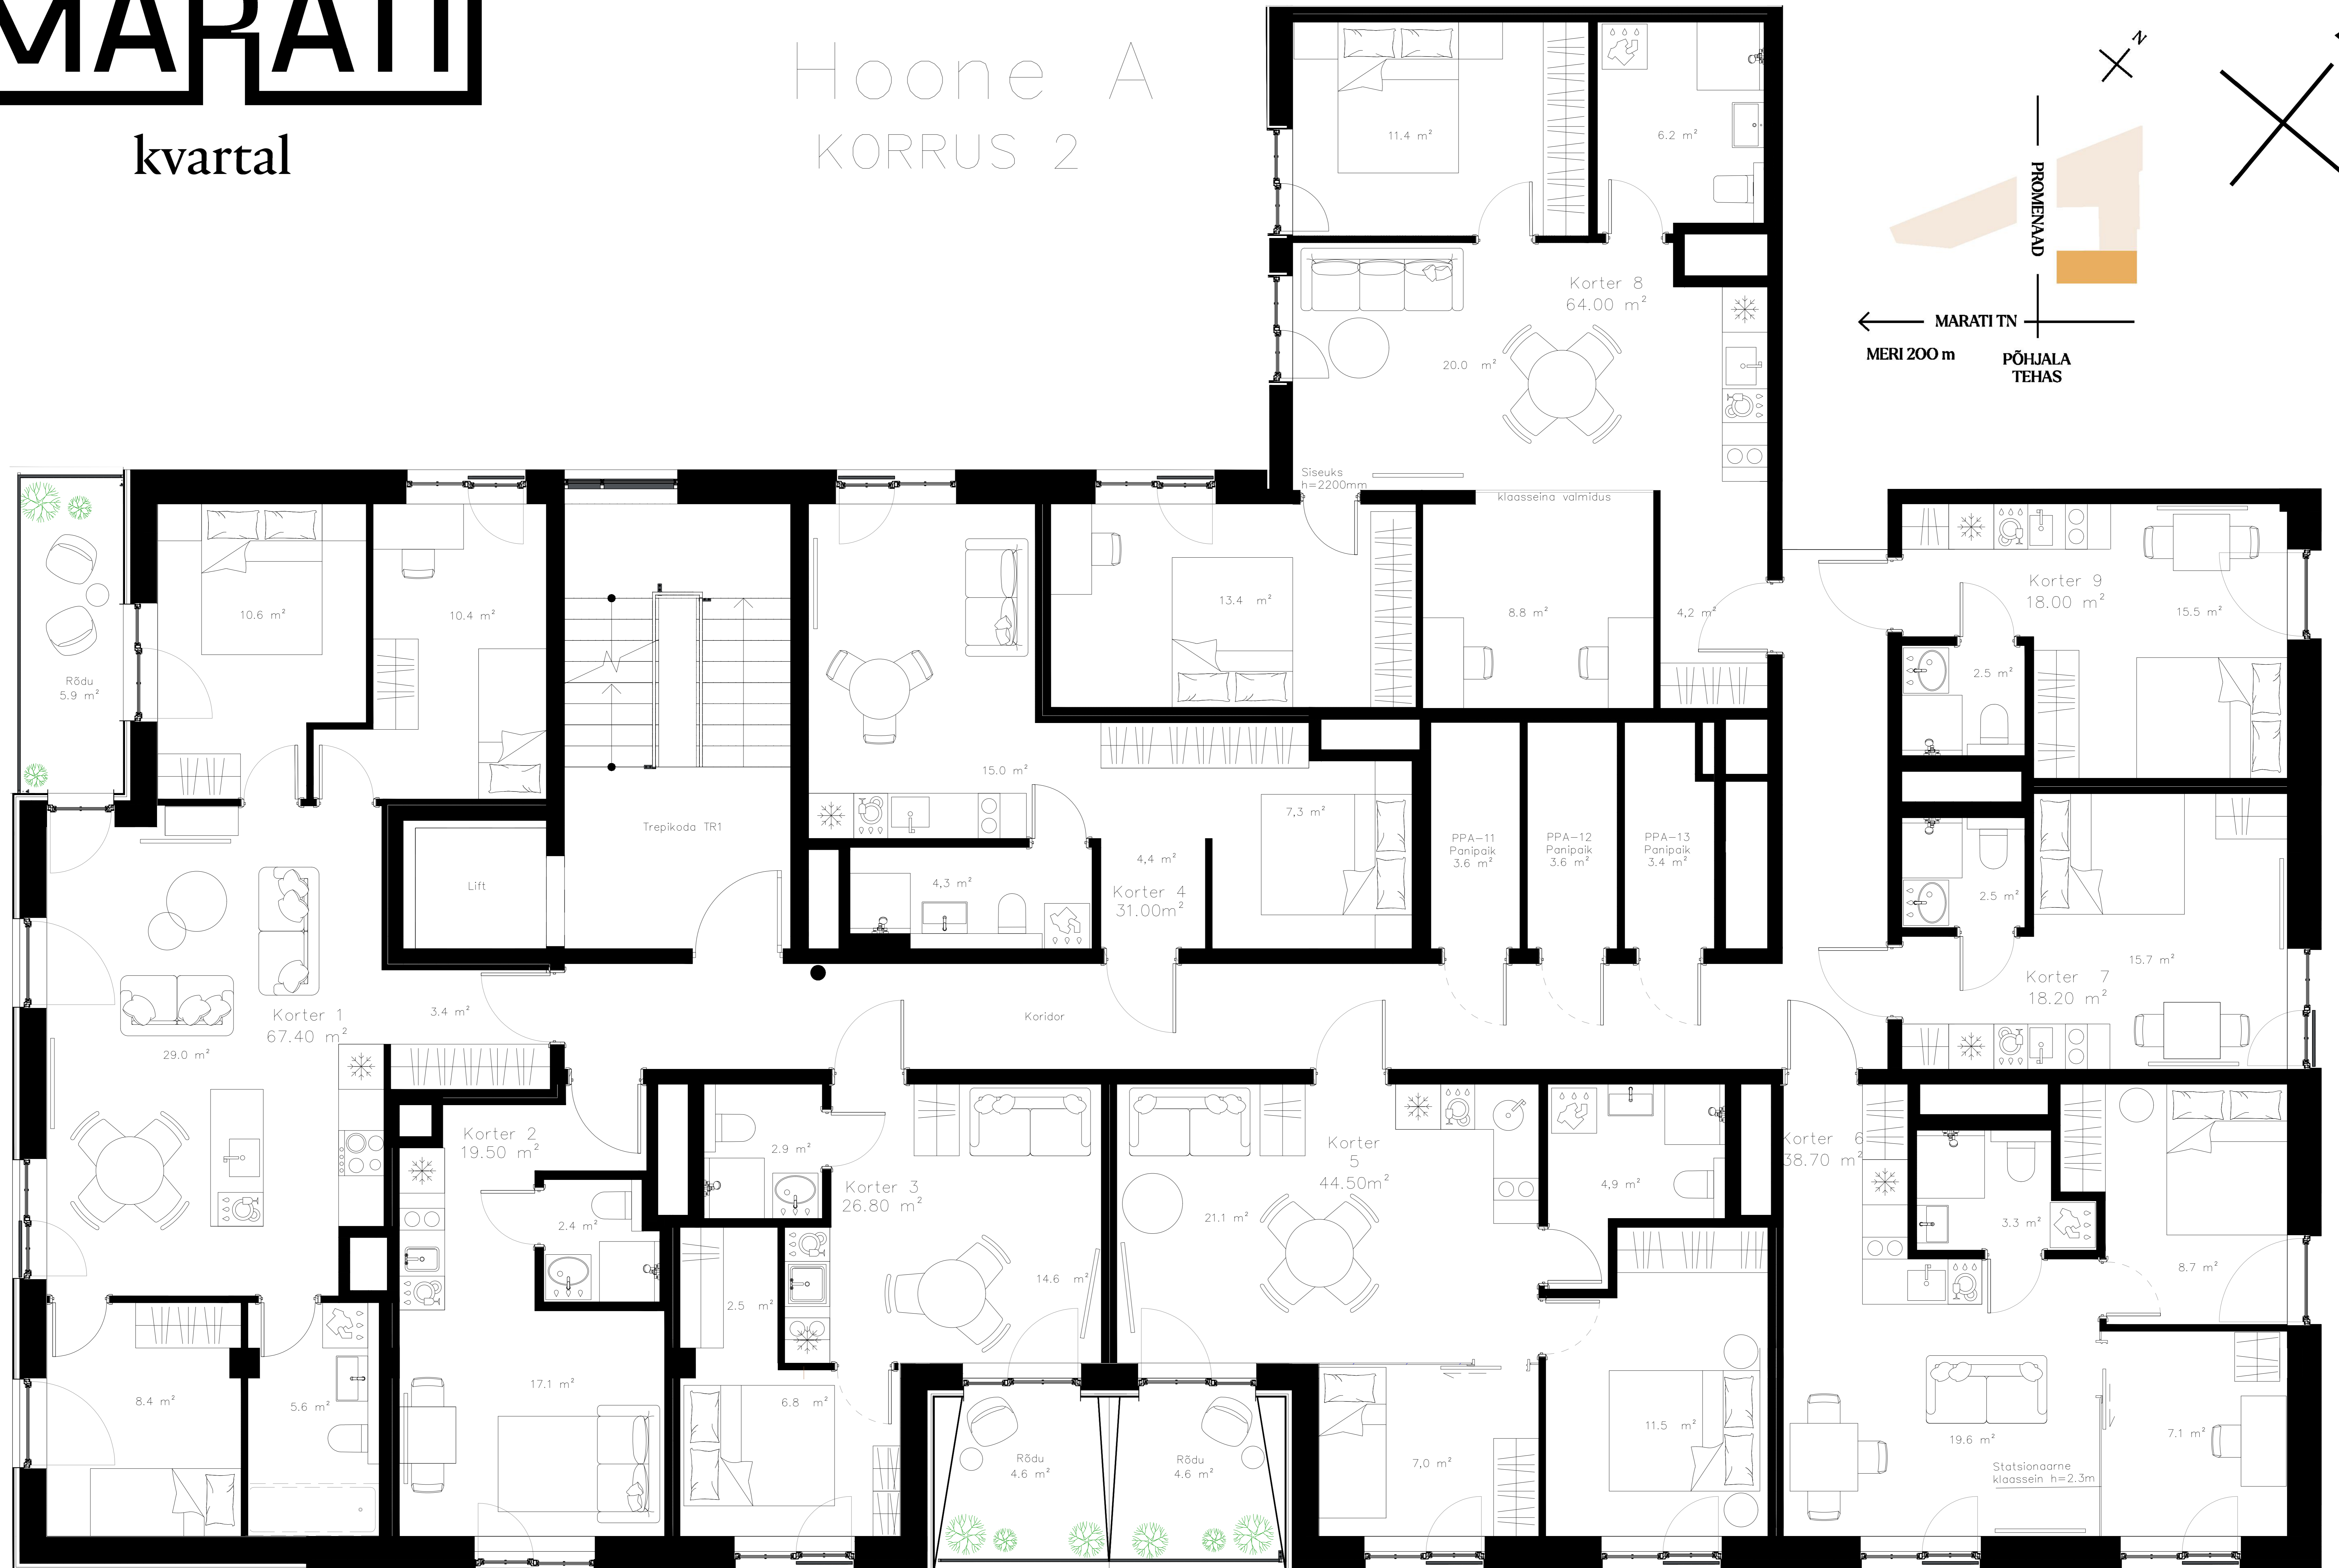 MARATI
kvartal
Hoone A
KORRUS 2
N
PROMENAAD
MARATI TN
MERI 200 m
PÕHJALA
TEHAS
11.4 m²
6.2 m²
Korter 8
64.00 m²
20.0 m²
Siseuks
h=2200mm
klaasseina valmidus
13.4 m²
8.8 m²
4,2 m²
Korter 9
18.00 m²
15.5 m²
2.5 m²
Rõdu
5.9 m²
10.6 m²
10.4 m²
Trepikoda TR1
Lift
15.0 m²
7,3 m²
4,3 m²
4,4 m²
Korter 4
31.00m²
PPA-11
Panipaik
3.6 m²
PPA-12
Panipaik
3.6 m²
PPA-13
Panipaik
3.4 m²
2.5 m²
15.7 m²
Korter 7
18.20 m²
Korter 1
67.40 m²
29.0 m²
3.4 m²
Koridor
Korter 2
19.50 m²
2.4 m²
17.1 m²
8.4 m²
5.6 m²
2.9 m²
Korter 3
26.80 m²
14.6 m²
2.5 m²
6.8 m²
Rõdu
4.6 m²
Rõdu
4.6 m²
Korter
5
44.50m²
21.1 m²
4,9 m²
7,0 m²
11.5 m²
Korter 6
38.70 m²
3.3 m²
8.7 m²
19.6 m²
7.1 m²
Statsionaarne
klaassein h=2.3m